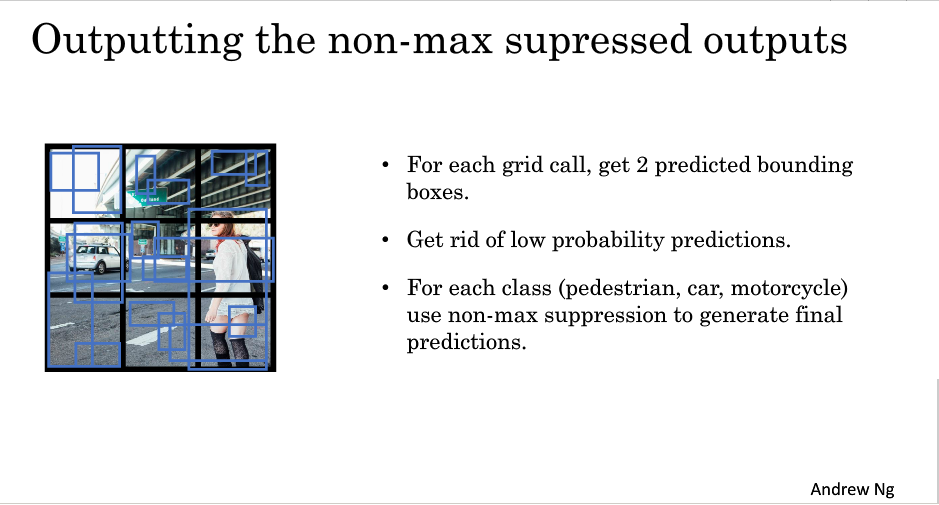 Outputting the non-max supressed outputs
• For each grid call, get 2 predicted bounding
boxes.
• Get rid of low probability predictions.
• For each class (pedestrian, car, motorcycle)
use non-max suppression to generate final
predictions.
Andrew Ng